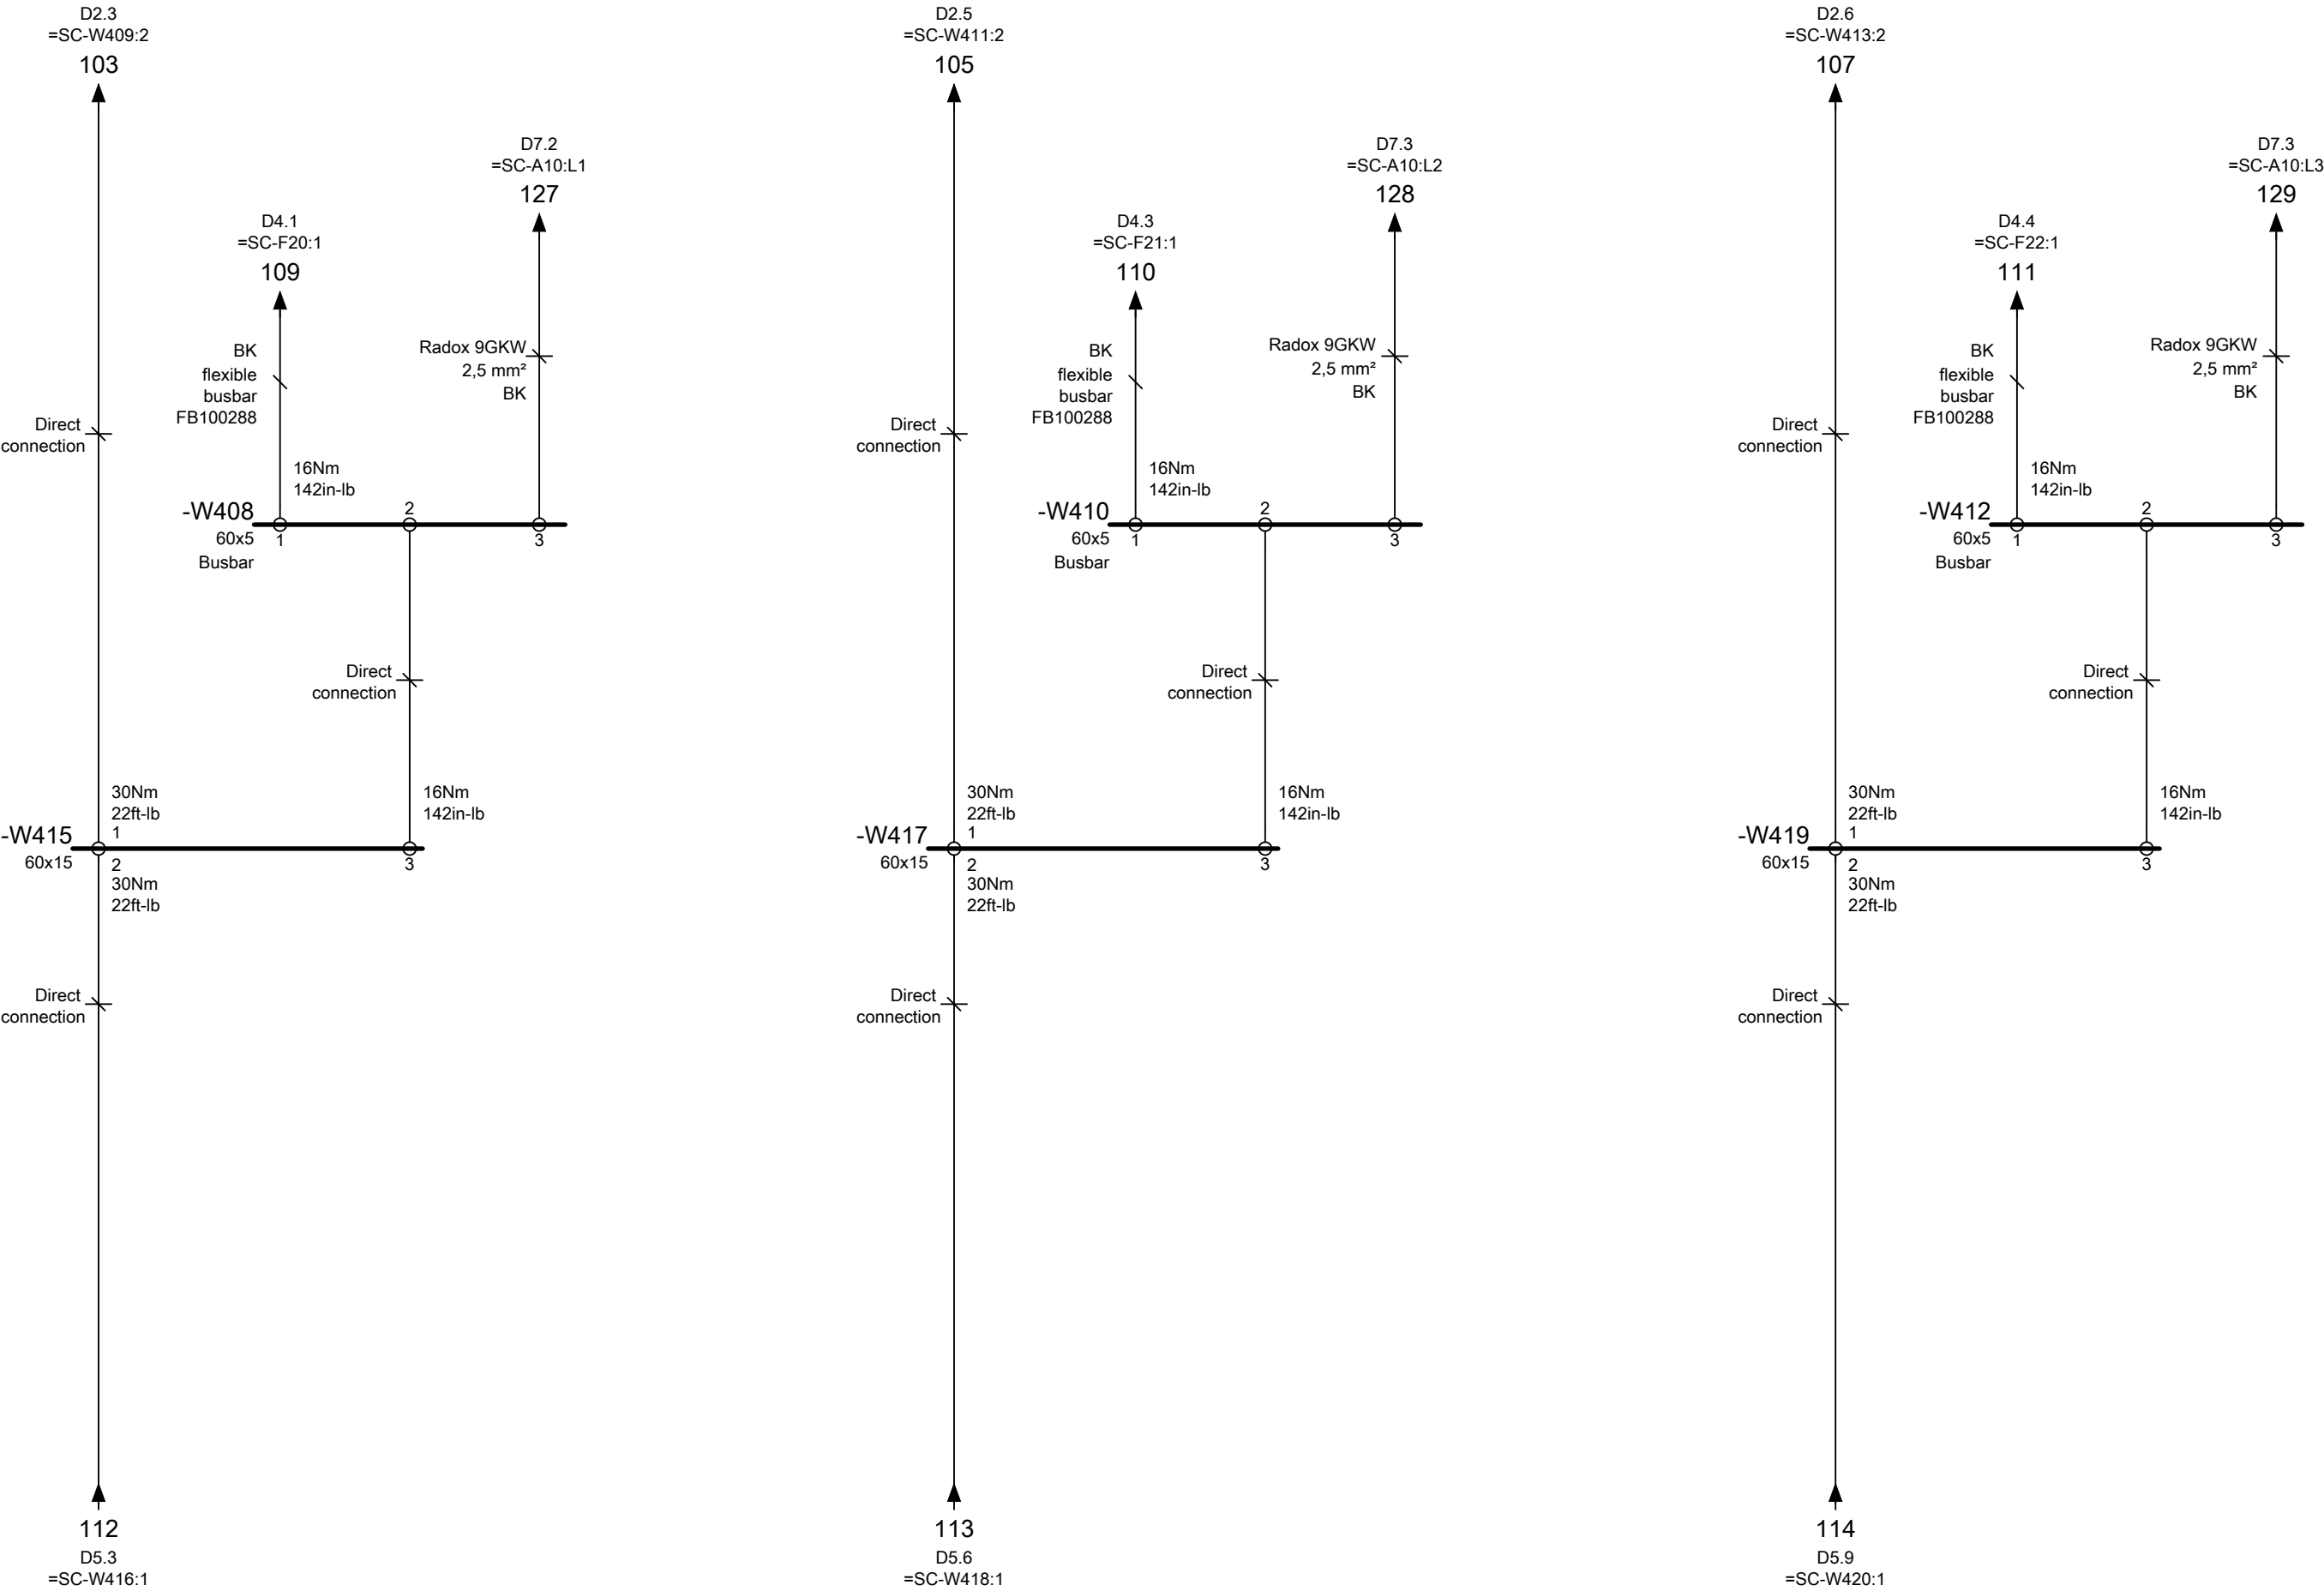 D2.3
=SC-W409:2
103
D7.2
=SC-A10:L1
127
D4.1
=SC-F20:1
109
BK
flexible
busbar
FB100288
Radox 9GKW
2,5 mm²
BK
Direct
connection
16Nm
142in-lb
-W408
60x5
Busbar
1
2
3
Direct
connection
30Nm
22ft-lb
1
16Nm
142in-lb
-W415
60x15
2
30Nm
22ft-lb
3
Direct
connection
112
D5.3
=SC-W416:1
D2.5
=SC-W411:2
105
D7.3
=SC-A10:L2
128
D4.3
=SC-F21:1
110
BK
flexible
busbar
FB100288
Radox 9GKW
2,5 mm²
BK
Direct
connection
16Nm
142in-lb
-W410
60x5
Busbar
1
2
3
Direct
connection
30Nm
22ft-lb
1
16Nm
142in-lb
-W417
60x15
2
30Nm
22ft-lb
3
Direct
connection
113
D5.6
=SC-W418:1
D2.6
=SC-W413:2
107
D7.3
=SC-A10:L3
129
D4.4
=SC-F22:1
111
BK
flexible
busbar
FB100288
Radox 9GKW
2,5 mm²
BK
Direct
connection
16Nm
142in-lb
-W412
60x5
Busbar
1
2
3
Direct
connection
30Nm
22ft-lb
1
16Nm
142in-lb
-W419
60x15
2
30Nm
22ft-lb
3
Direct
connection
114
D5.9
=SC-W420:1